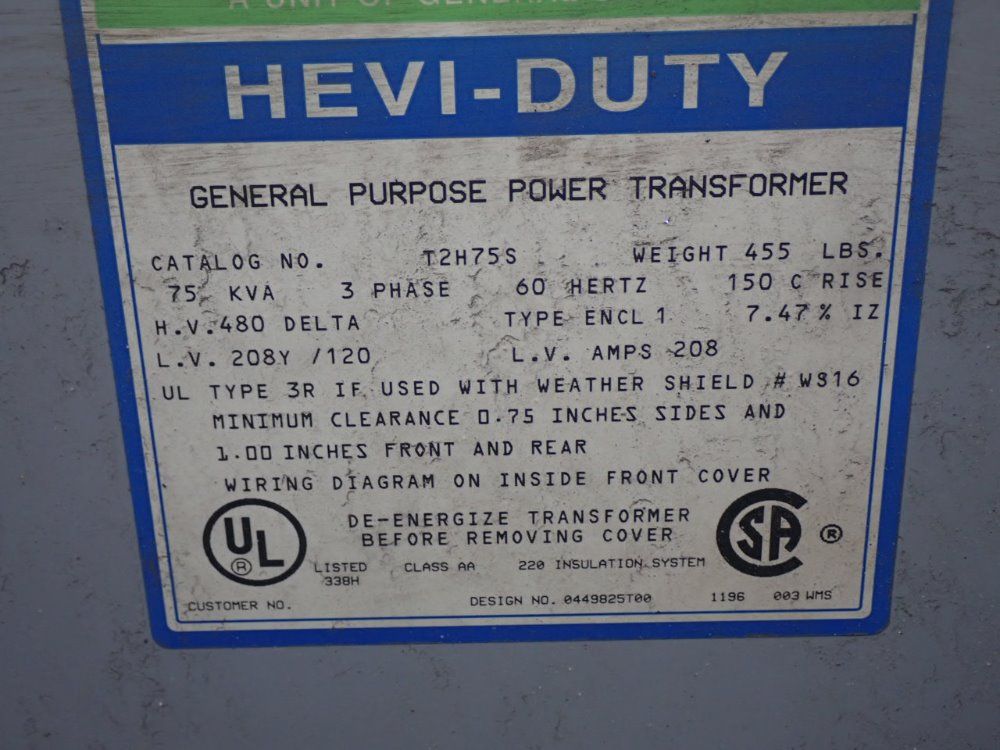 A UNIT OF GENERAL
HEVI-DUTY
GENERAL PURPOSE POWER TRANSFORMER
CATALOG NO. T2H75S WEIGHT 455 LBS.
75 KVA 3 PHASE 60 HERTZ 150 C RISE
H.V.480 DELTA TYPE ENCL 1 7.47% IZ
L.V. 208Y /120 L.V. AMPS 208
UL TYPE 3R IF USED WITH WEATHER SHIELD # WS16
MINIMUM CLEARANCE 0.75 INCHES SIDES AND
1.00 INCHES FRONT AND REAR
WIRING DIAGRAM ON INSIDE FRONT COVER
DE-ENERGIZE TRANSFORMER
BEFORE REMOVING COVER
UL ® SA ®
LISTED CLASS AA 220 INSULATION SYSTEM
338H
CUSTOMER NO. DESIGN NO. 0449825T00 1196 003 WMS